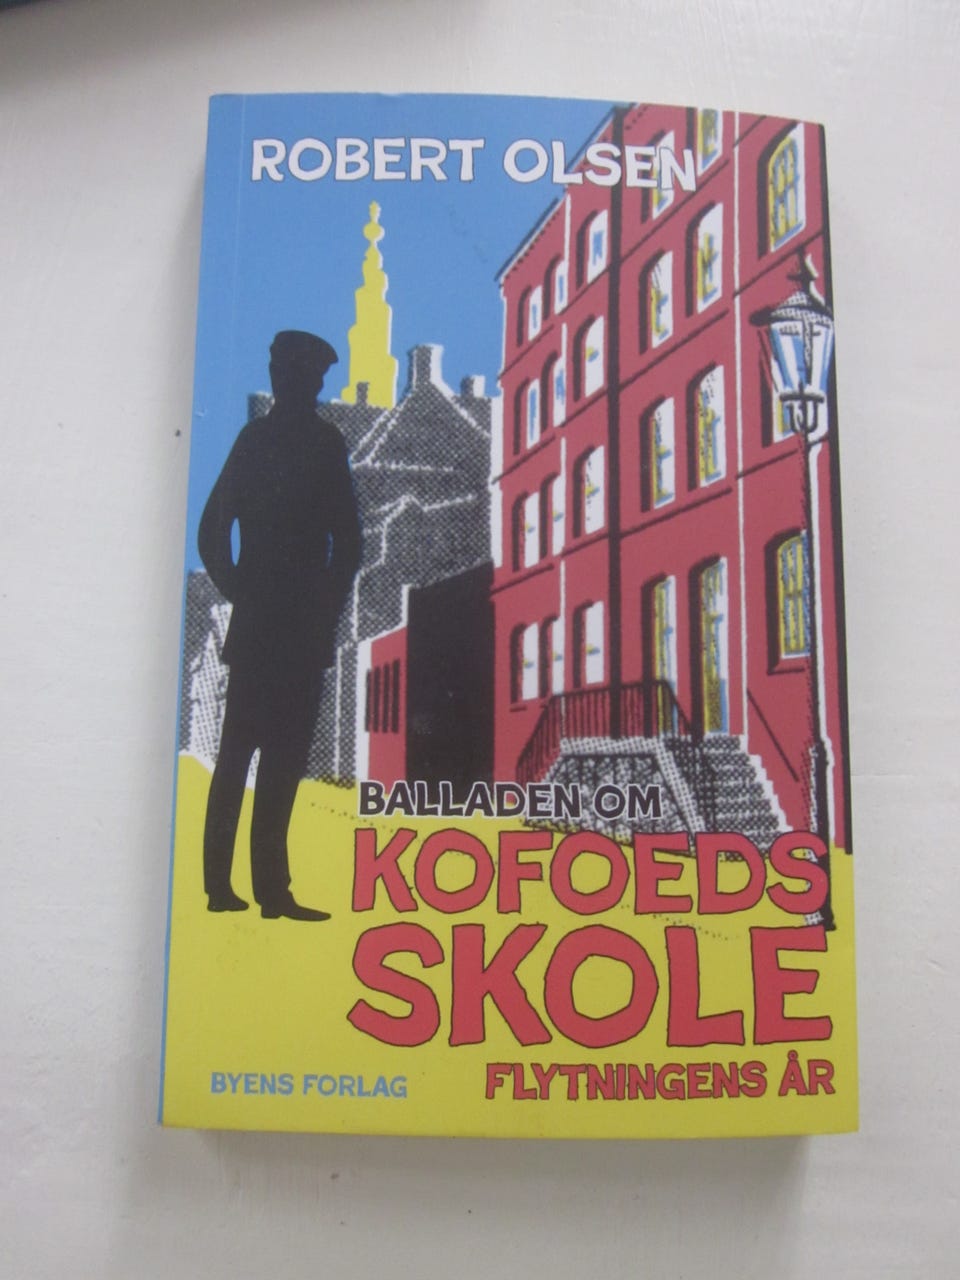 ROBERT OLSEN
BALLADEN OM
KOFOEDS
SKOLE
FLYTNINGENS ÅR
BYENS FORLAG